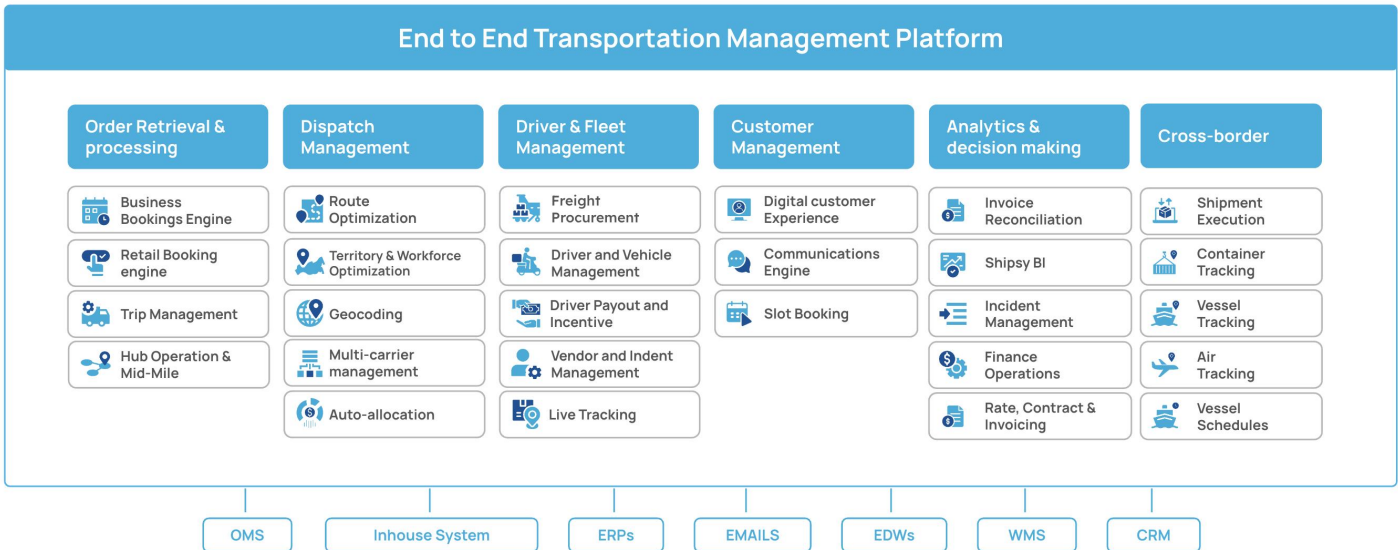 End to End Transportation Management Platform
Order Retrieval &
processing
Business
Bookings Engine
Retail Booking
engine
Trip Management
Hub Operation &
Mid-Mile
Dispatch
Management
Route
Optimization
Territory & Workforce
Optimization
Geocoding
Multi-carrier
management
Auto-allocation
Driver & Fleet
Management
Freight
Procurement
Driver and Vehicle
Management
Driver Payout and
Incentive
Vendor and Indent
Management
Live Tracking
Customer
Management
Digital customer
Experience
Communications
Engine
Slot Booking
Analytics &
decision making
Invoice
Reconciliation
Shipsy BI
Incident
Management
Finance
Operations
Rate, Contract &
Invoicing
Cross-border
Shipment
Execution
Container
Tracking
Vessel
Tracking
Air
Tracking
Vessel
Schedules
OMS
Inhouse System
ERPs
EMAILS
EDWs
WMS
CRM